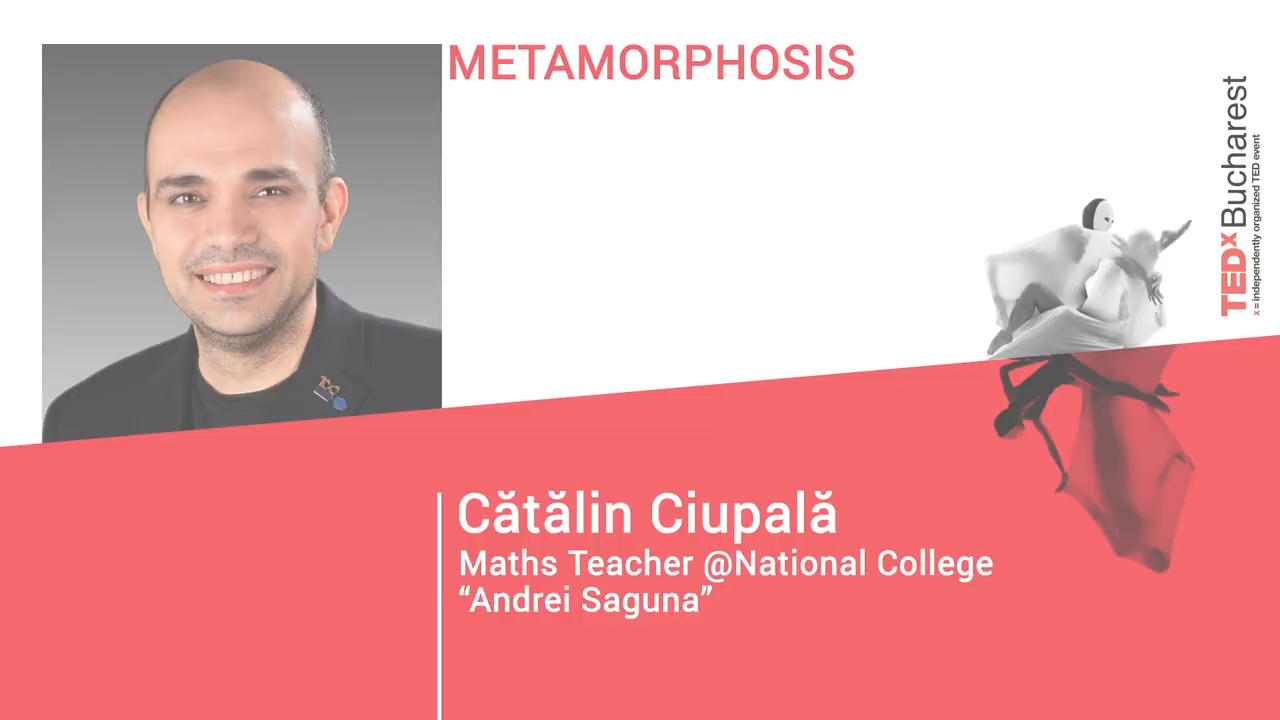 METAMORPHOSIS
TEDx Bucharest
x = independently organized TED event
Cătălin Ciupală
Maths Teacher @National College
“Andrei Saguna”